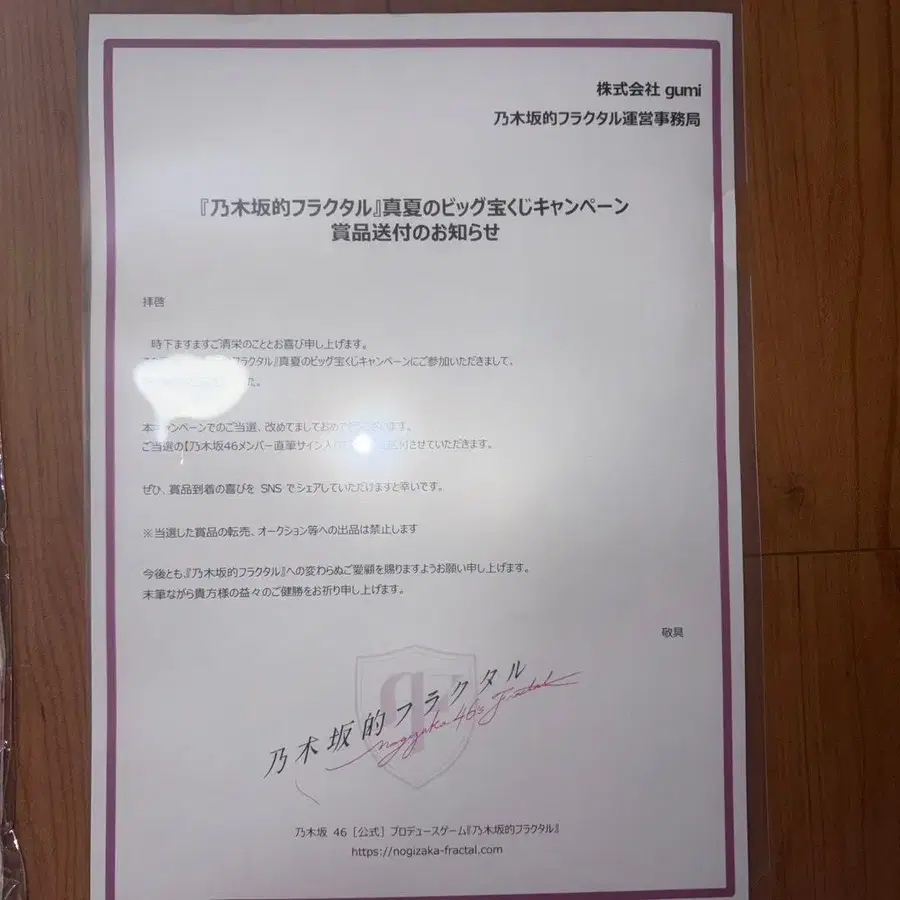 株式会社 gumi
乃木坂的フラクタル運営事務局
『乃木坂的フラクタル』真夏のビッグ宝くじキャンペーン
賞品送付のお知らせ
拝啓
時下ますますご清栄のこととお喜び申し上げます。
フラクタル』真夏のビッグ宝くじキャンペーンにご参加いただきまして、
た。
本キャンペーンでのご当選、改めてましておめでとうございます。
ご当選の【乃木坂46メンバー直筆サイン入り 送付させていただきます。
ぜひ、賞品到着の喜びを SNS でシェアしていただけますと幸いです。
※当選した賞品の転売、オークション等への出品は禁止します
今後とも、『乃木坂的フラクタル』への変わらぬご愛顧を賜りますようお願い申し上げます。
末筆ながら貴方様の益々のご健勝をお祈り申し上げます。
敬具
乃木坂的フラクタル
nogizaka 46's Fractal
乃木坂 46［公式］プロデュースゲーム『乃木坂的フラクタル』
https://nogizaka-fractal.com